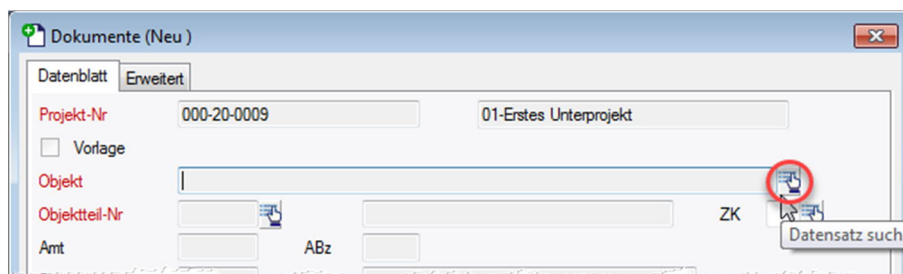 Dokumente (Neu )
Datenblatt Erweitert
Projekt-Nr 000-20-0009 01-Erstes Unterprojekt
Vorlage
Objekt
Objektteil-Nr ZK
Datensatz such
Amt ABz